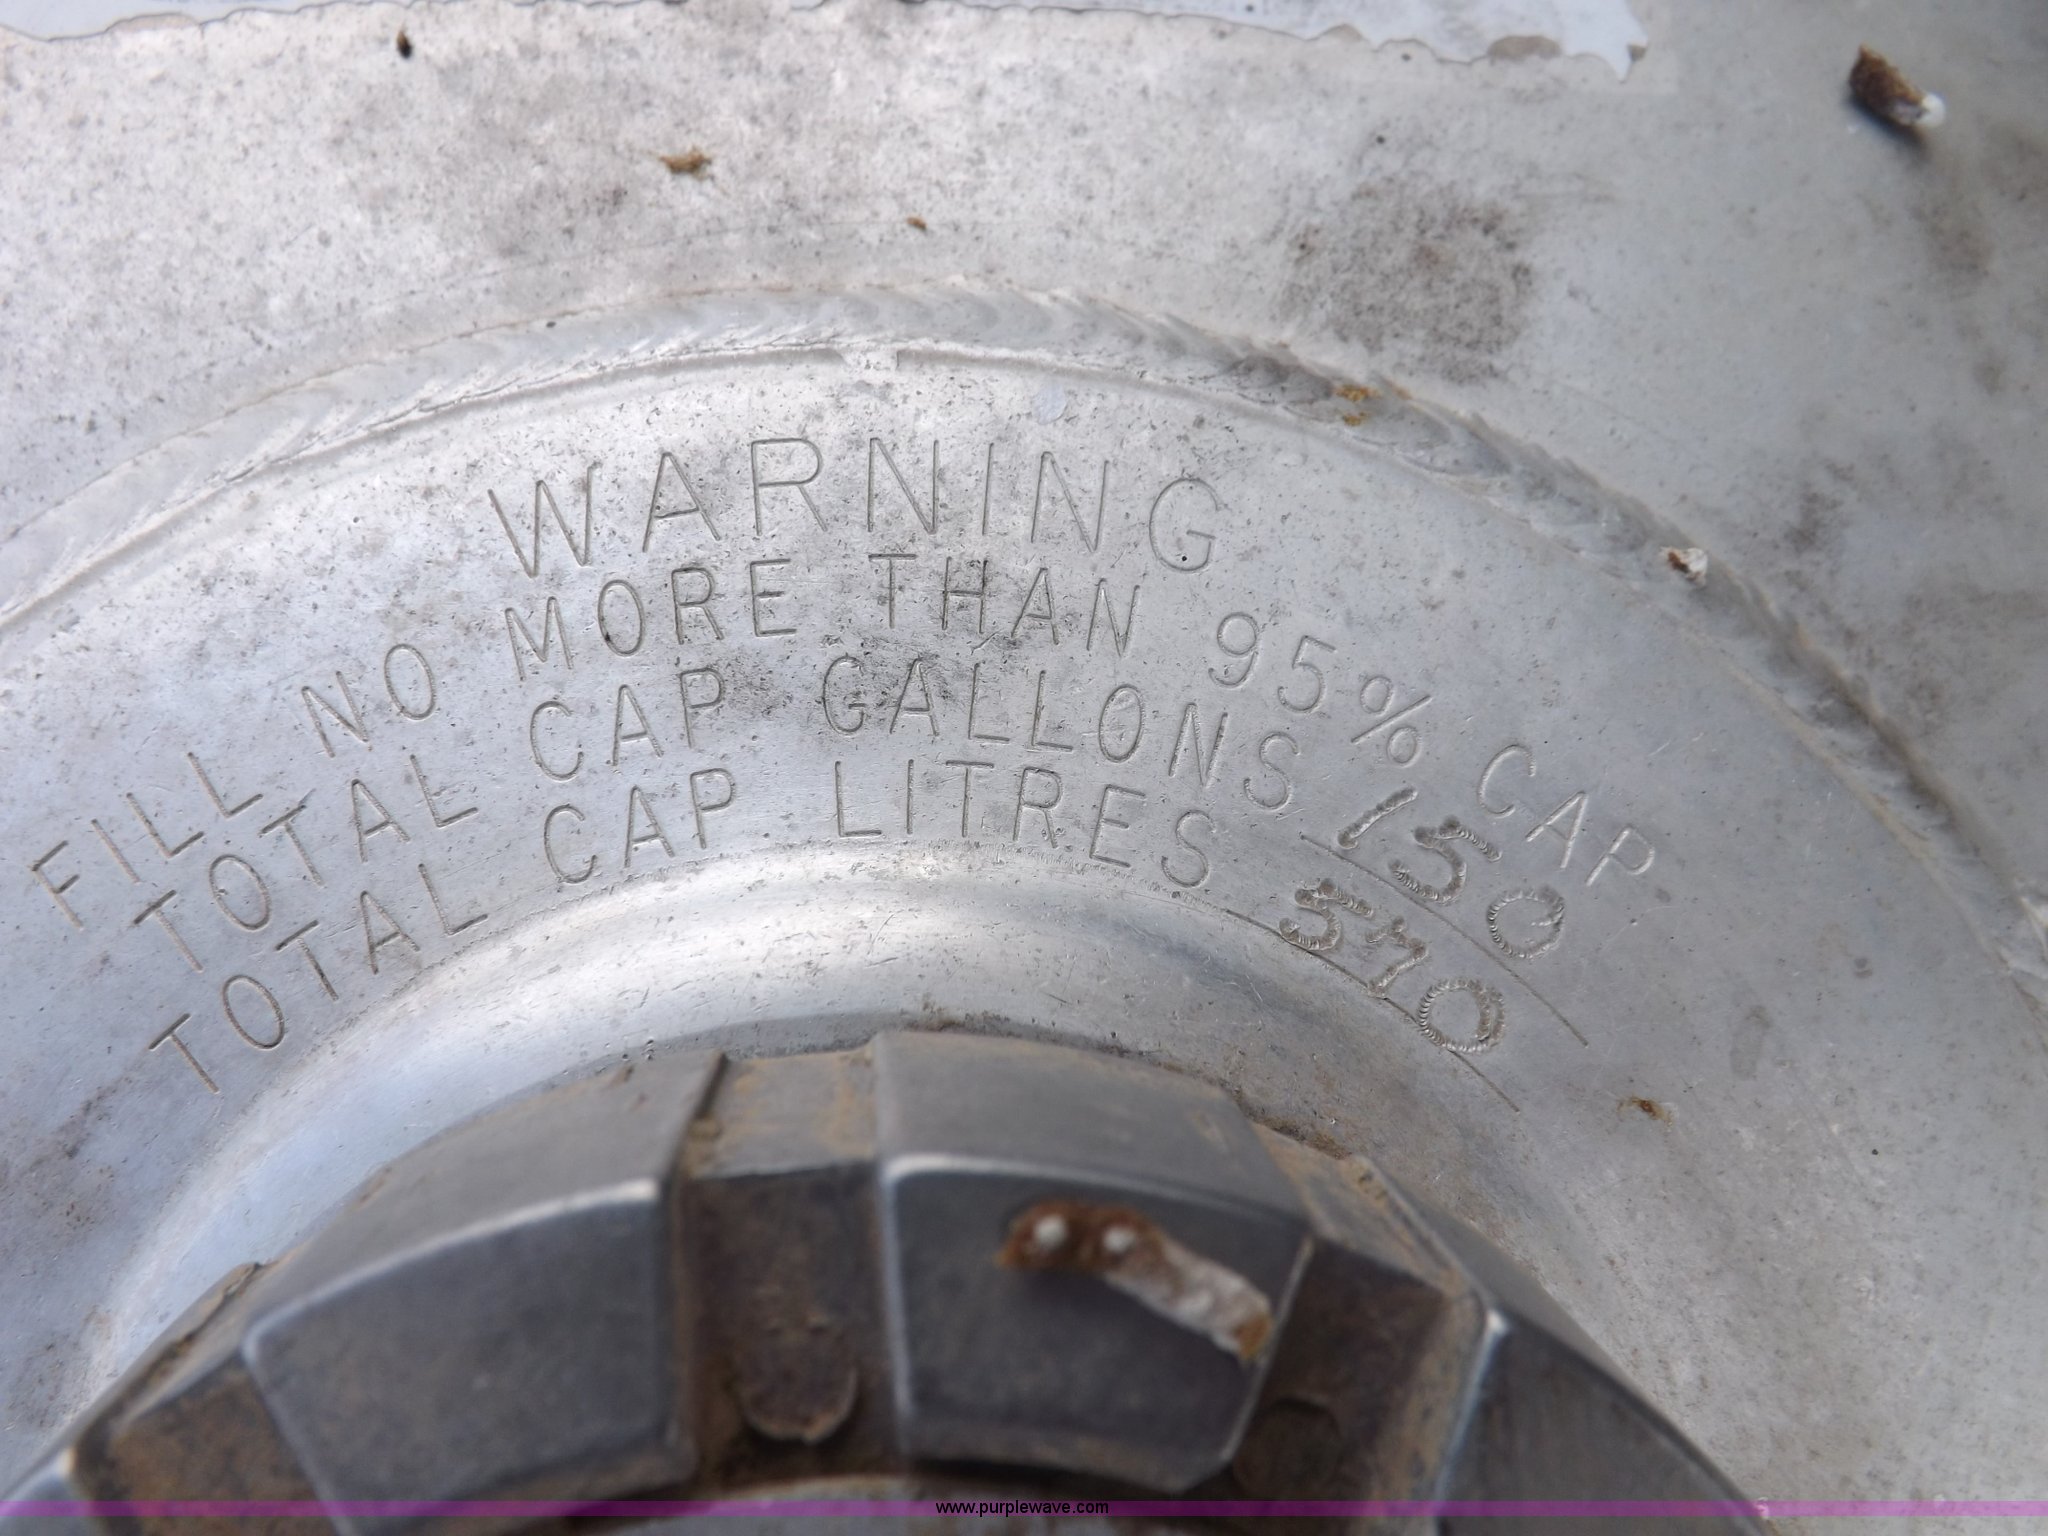 WARNING
FILL NO MORE THAN 95% CAP
TOTAL CAP GALLONS 150
TOTAL CAP LITRES 570
www.purplewave.com